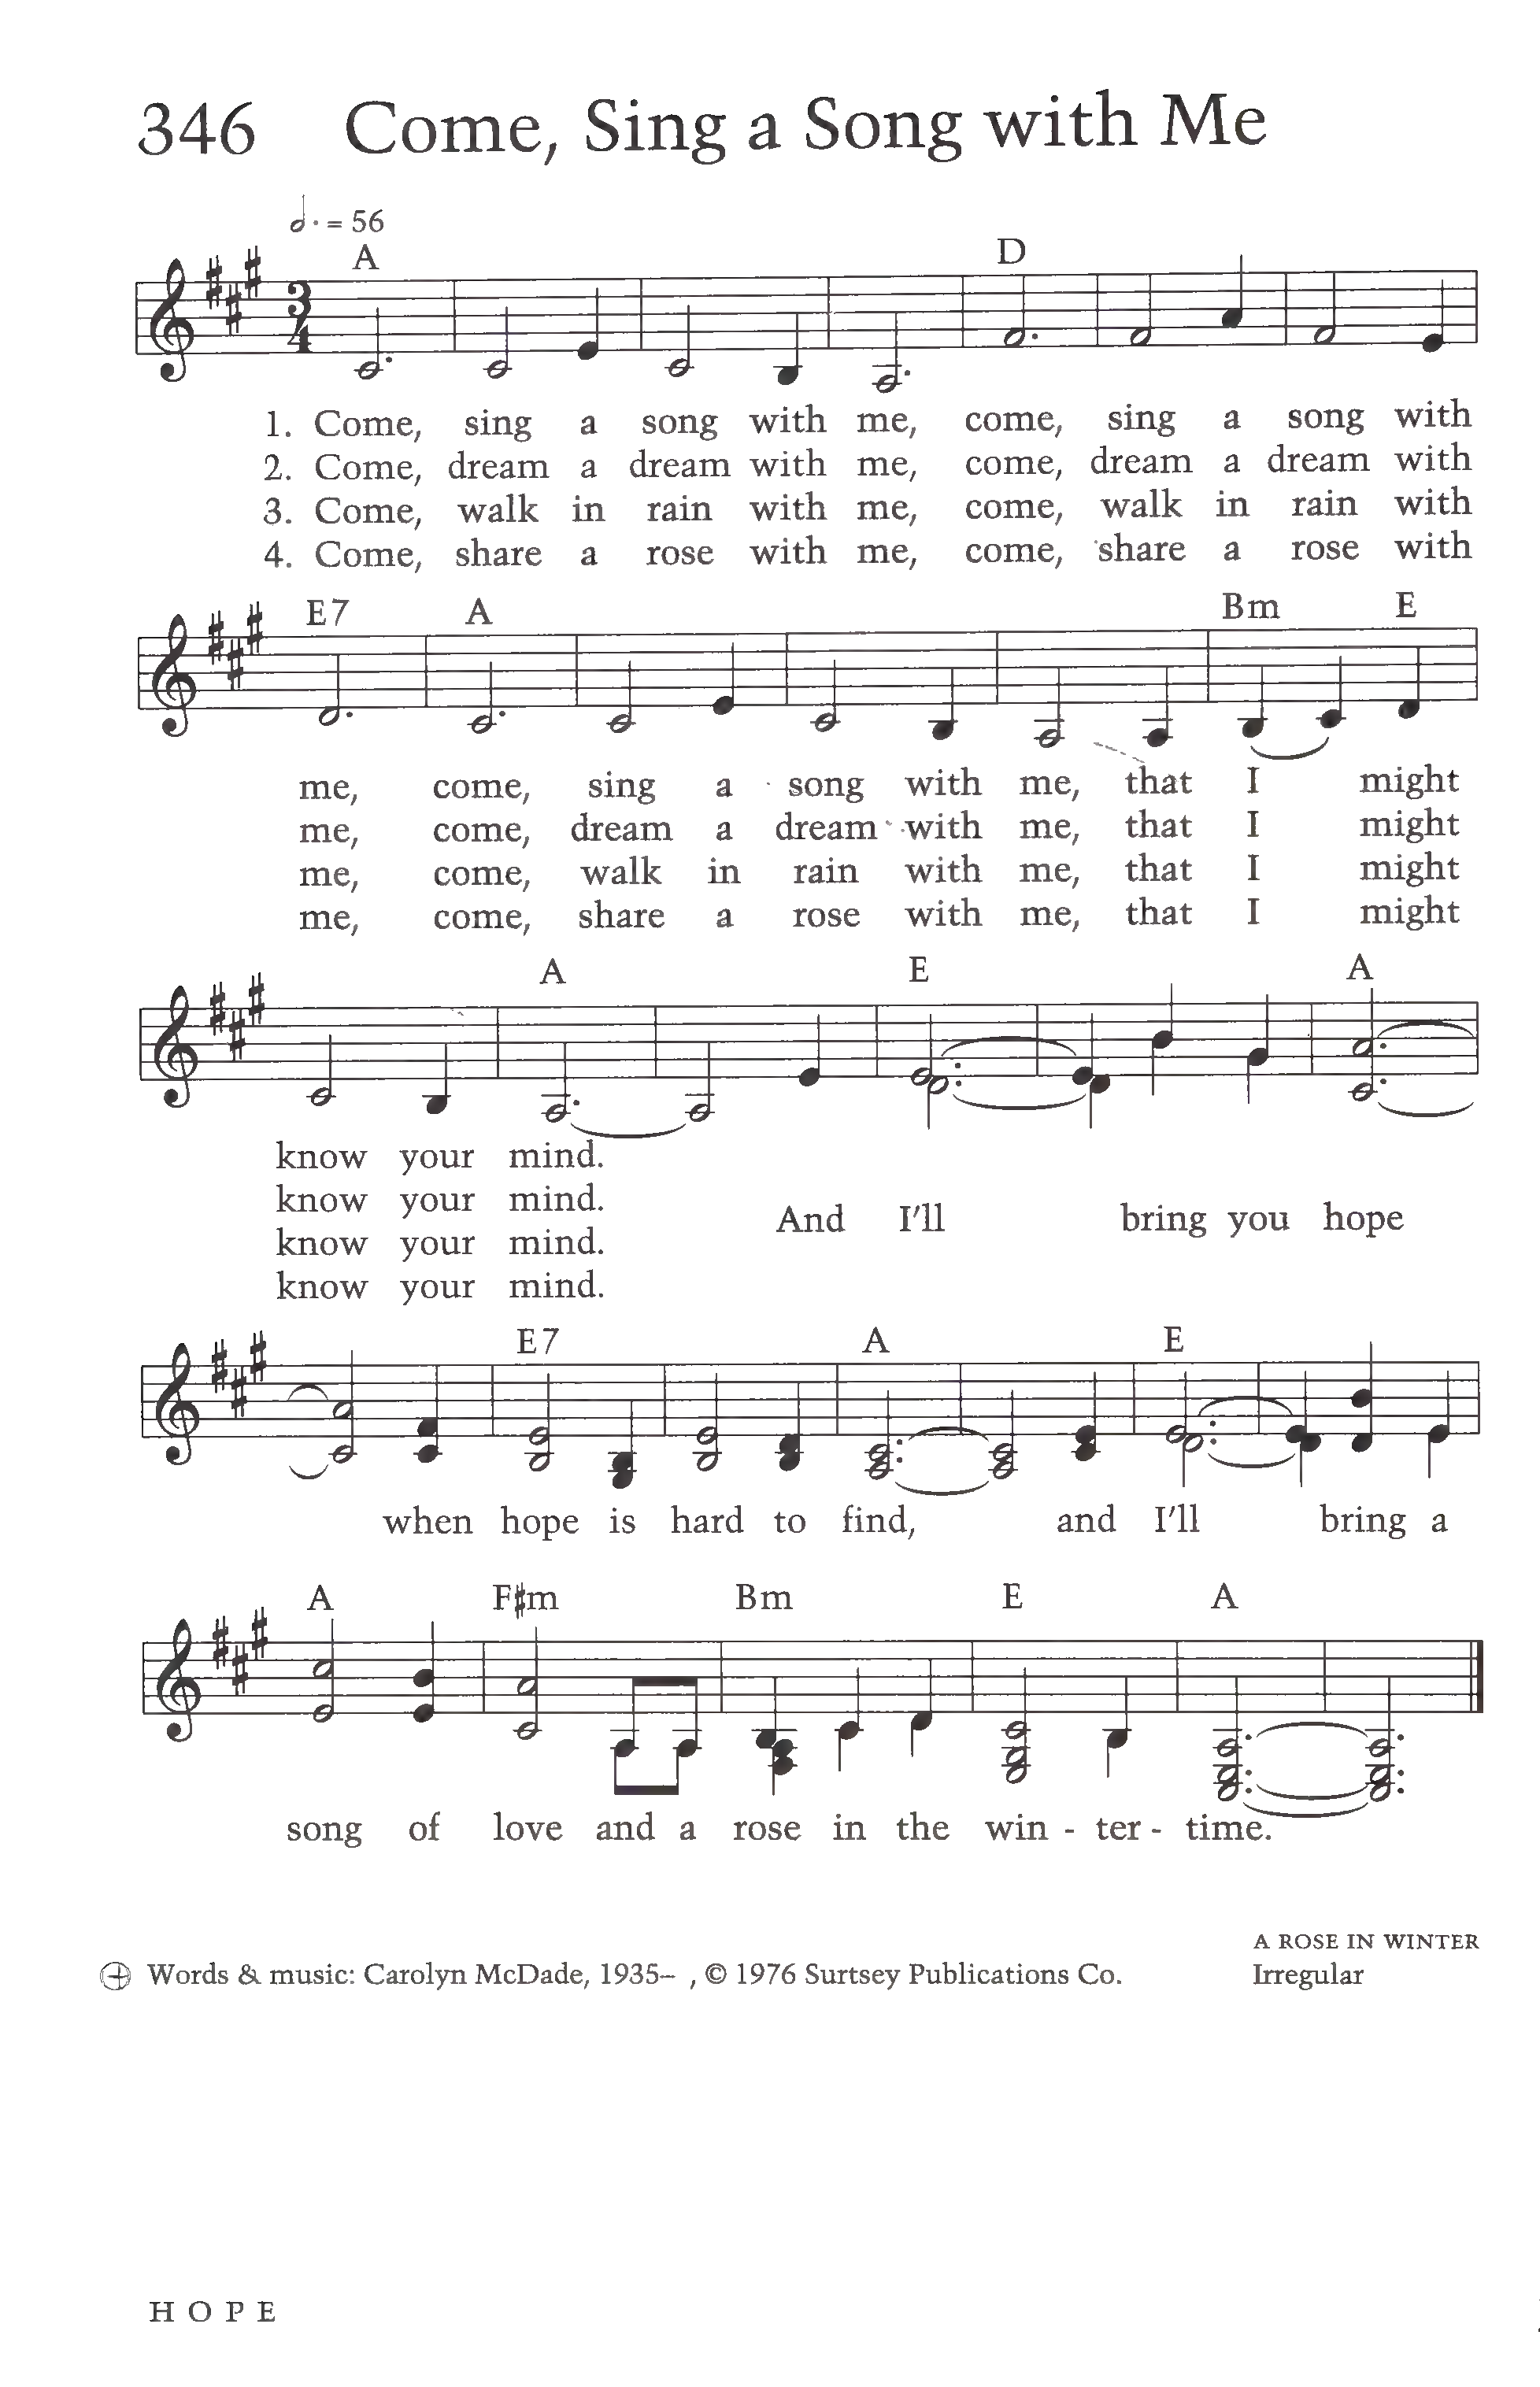 346 Come, Sing a Song with Me
𝅗𝅥. = 56
A D
3
4
1. Come, sing a song with me, come, sing a song with
2. Come, dream a dream with me, come, dream a dream with
3. Come, walk in rain with me, come, walk in rain with
4. Come, share a rose with me, come, share a rose with
E7 A Bm E
me, come, sing a song with me, that I might
me, come, dream a dream with me, that I might
me, come, walk in rain with me, that I might
me, come, share a rose with me, that I might
A E A
know your mind.
know your mind.
And I'll bring you hope
know your mind.
know your mind.
E7 A E
when hope is hard to find, and I'll bring a
A F♯m Bm E A
song of love and a rose in the win - ter - time.
A ROSE IN WINTER
Words & music: Carolyn McDade, 1935– , © 1976 Surtsey Publications Co. Irregular
HOPE